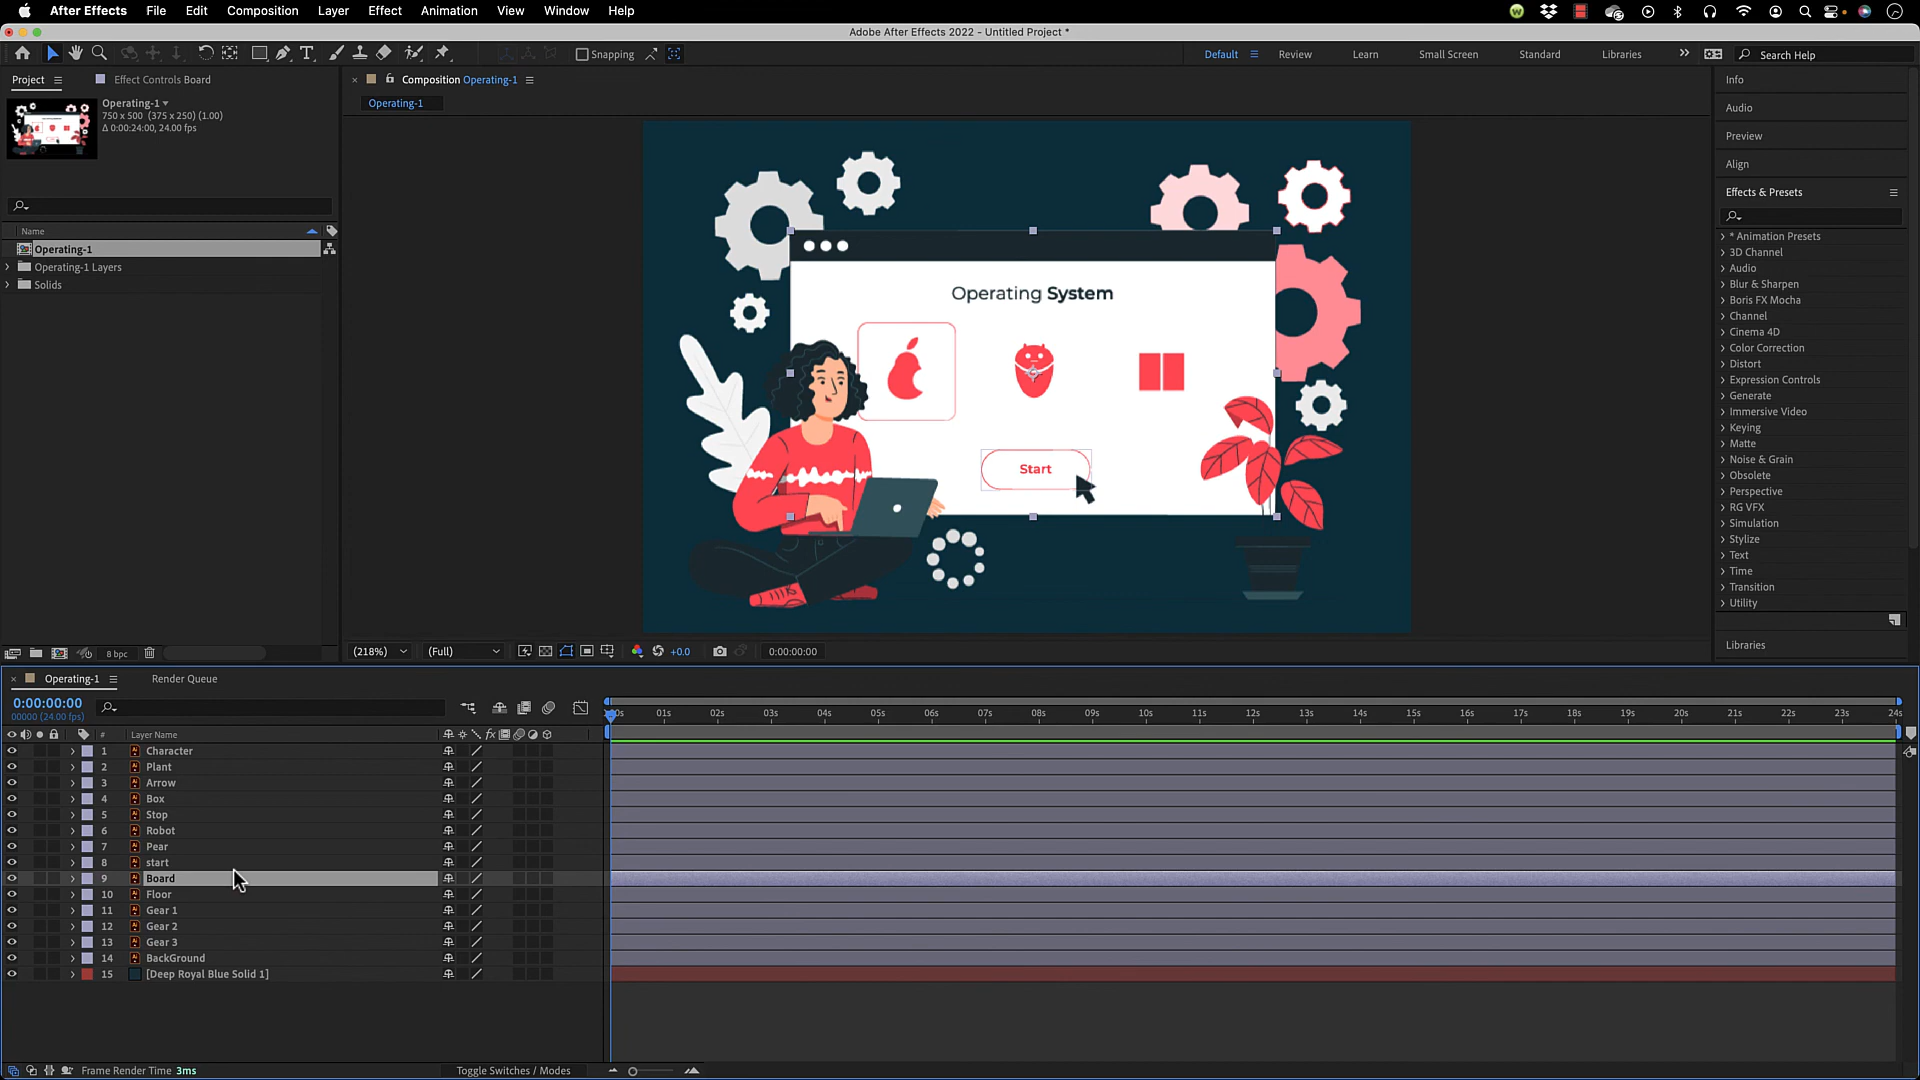 After Effects File Edit Composition Layer Effect Animation View Window Help
Adobe After Effects 2022 - Untitled Project *
Snapping
Default Review Learn Small Screen Standard Libraries Search Help
Project Effect Controls Board
Composition Operating-1
Operating-1
Operating-1
750 x 500 (375 x 250) (1.00)
Δ 0:00:24:00, 24.00 fps
Name
Operating-1
Operating-1 Layers
Solids
8 bpc
Operating System
Start
(218%) (Full) +0.0 0:00:00:00
Info
Audio
Preview
Align
Effects & Presets
* Animation Presets
3D Channel
Audio
Blur & Sharpen
Boris FX Mocha
Channel
Cinema 4D
Color Correction
Distort
Expression Controls
Generate
Immersive Video
Keying
Matte
Noise & Grain
Obsolete
Perspective
RG VFX
Simulation
Stylize
Text
Time
Transition
Utility
Libraries
Operating-1 Render Queue
0:00:00:00
00000 (24.00 fps)
01s 02s 03s 04s 05s 06s 07s 08s 09s 10s 11s 12s 13s 14s 15s 16s 17s 18s 19s 20s 21s 22s 23s 24s
# Layer Name fx
1 Character
2 Plant
3 Arrow
4 Box
5 Stop
6 Robot
7 Pear
8 start
9 Board
10 Floor
11 Gear 1
12 Gear 2
13 Gear 3
14 BackGround
15 [Deep Royal Blue Solid 1]
Frame Render Time 3ms
Toggle Switches / Modes